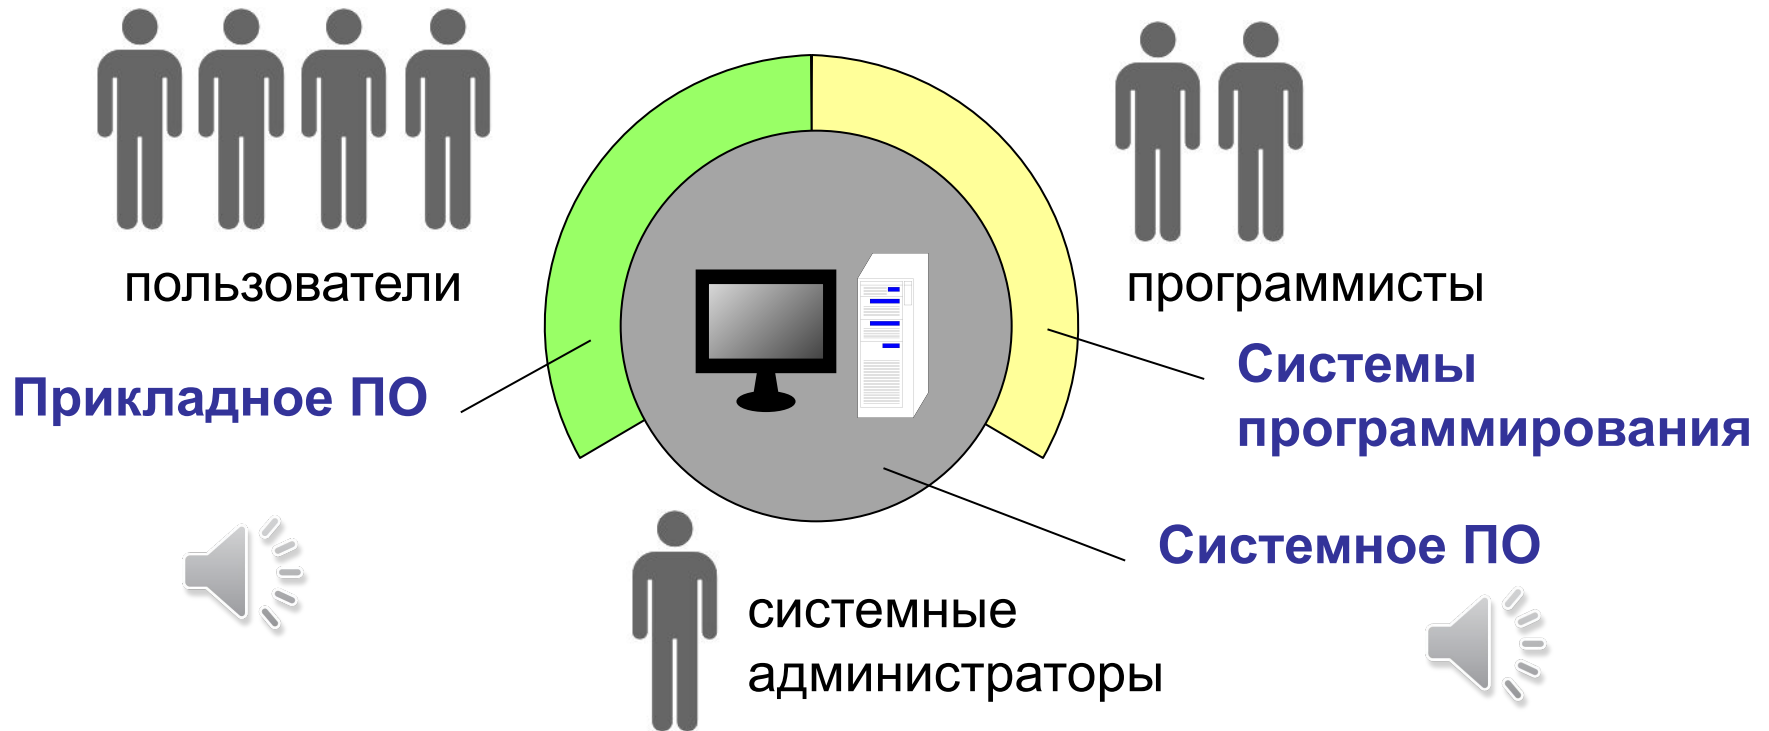 пользователи
программисты
Прикладное ПО
Системы
программирования
Системное ПО
системные
администраторы